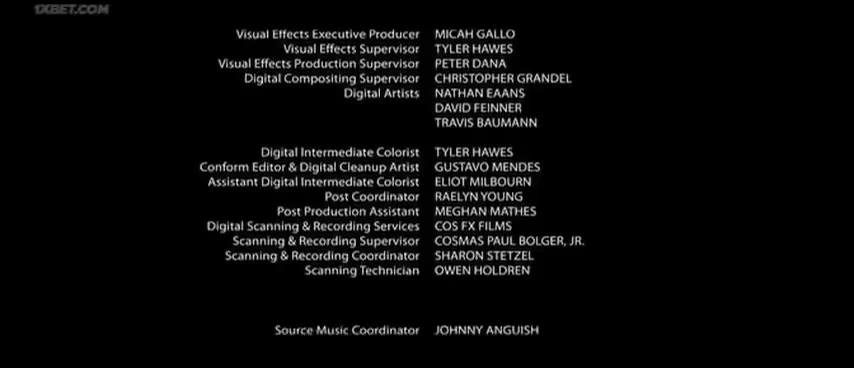 1XBET.COM
Visual Effects Executive Producer MICAH GALLO
Visual Effects Supervisor TYLER HAWES
Visual Effects Production Supervisor PETER DANA
Digital Compositing Supervisor CHRISTOPHER GRANDEL
Digital Artists NATHAN EAANS
DAVID FEINNER
TRAVIS BAUMANN
Digital Intermediate Colorist TYLER HAWES
Conform Editor & Digital Cleanup Artist GUSTAVO MENDES
Assistant Digital Intermediate Colorist ELIOT MILBOURN
Post Coordinator RAELYN YOUNG
Post Production Assistant MEGHAN MATHES
Digital Scanning & Recording Services COS FX FILMS
Scanning & Recording Supervisor COSMAS PAUL BOLGER, JR.
Scanning & Recording Coordinator SHARON STETZEL
Scanning Technician OWEN HOLDREN
Source Music Coordinator JOHNNY ANGUISH